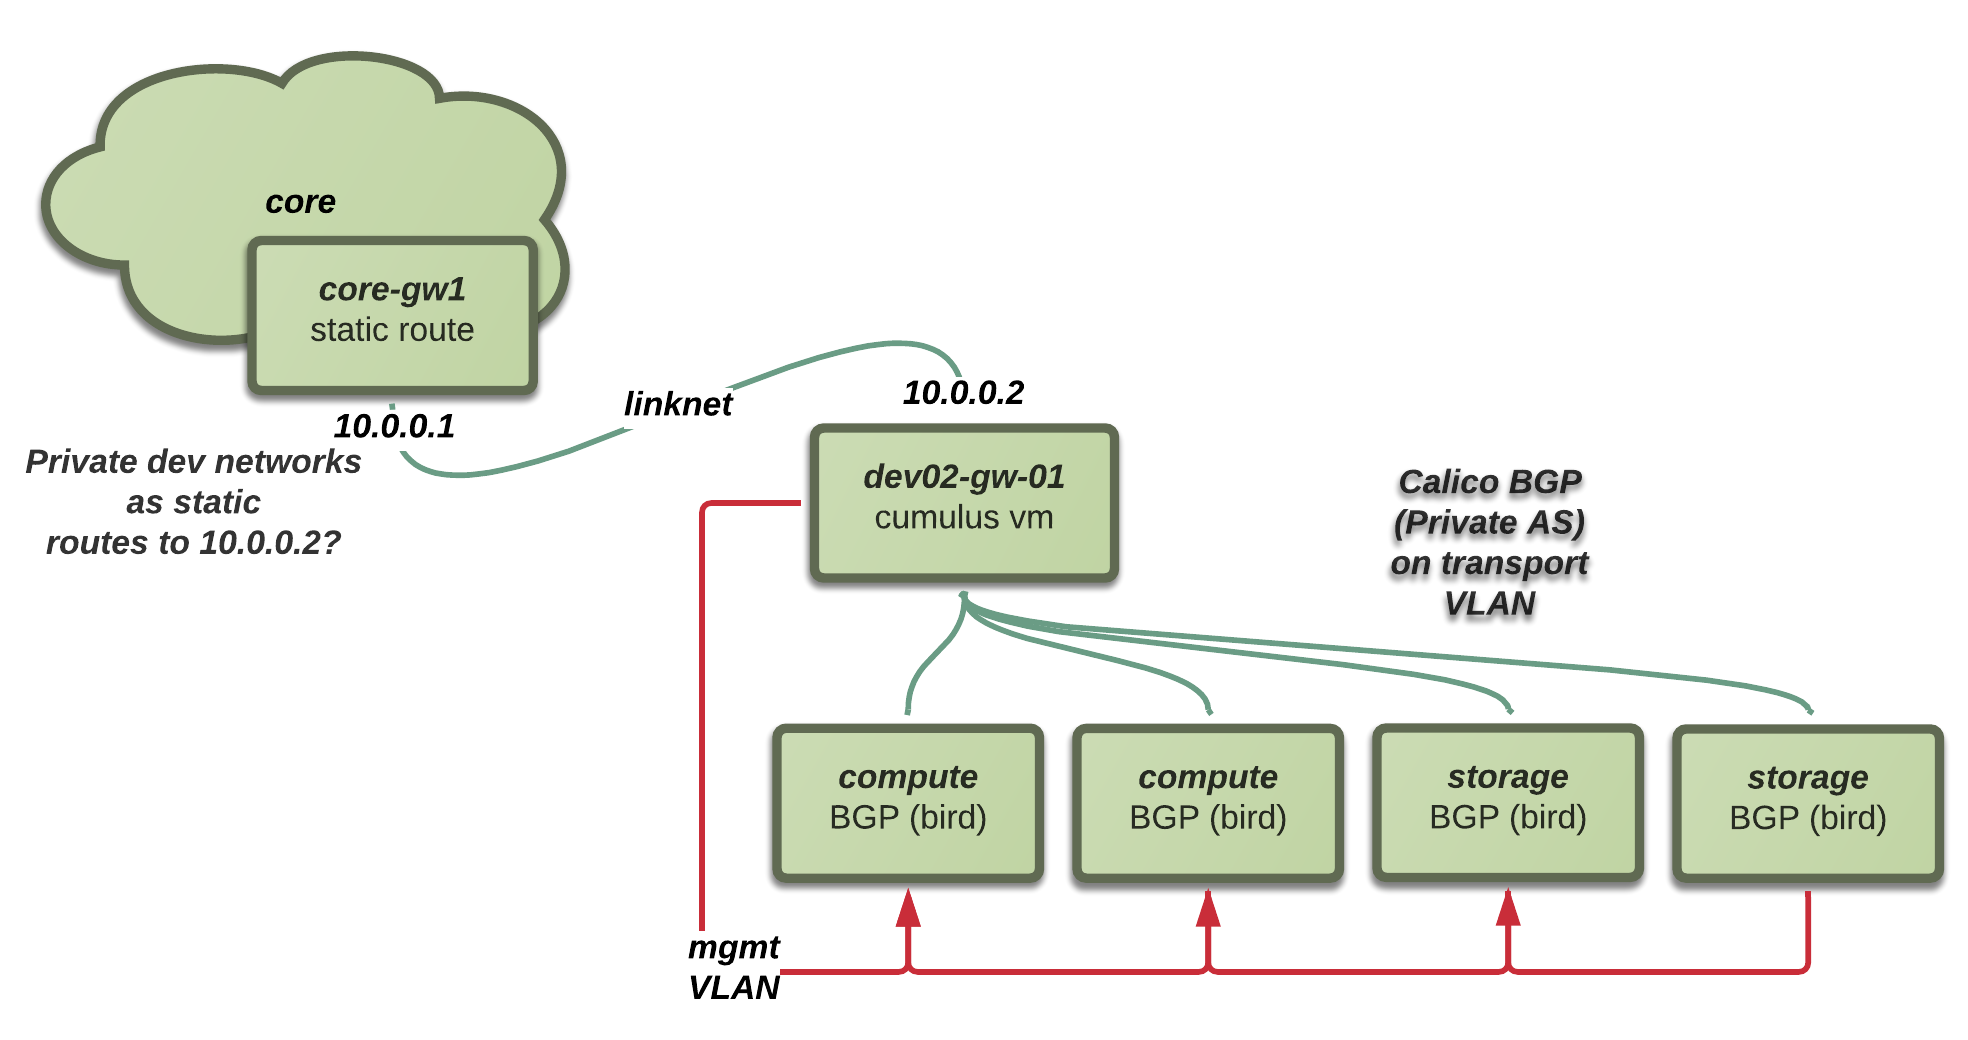 core
core-gw1
static route
10.0.0.1
linknet
10.0.0.2
Private dev networks
as static
routes to 10.0.0.2?
dev02-gw-01
cumulus vm
Calico BGP
(Private AS)
on transport
VLAN
compute
BGP (bird)
compute
BGP (bird)
storage
BGP (bird)
storage
BGP (bird)
mgmt
VLAN